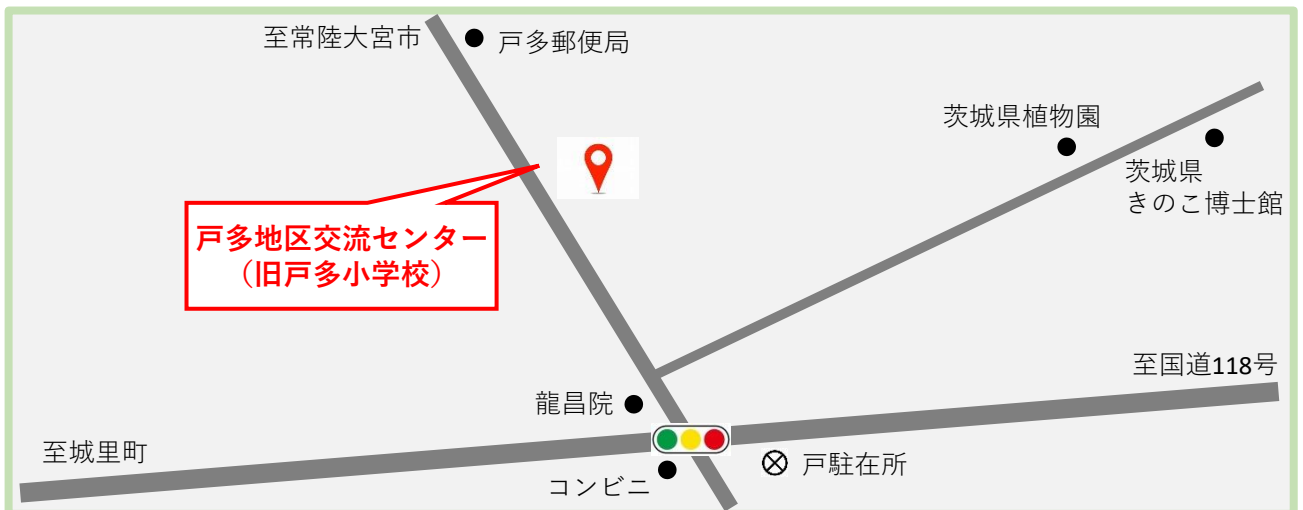 至常陸大宮市
戸多郵便局
茨城県植物園
茨城県
きのこ博士館
戸多地区交流センター
（旧戸多小学校）
至国道118号
龍昌院
至城里町
戸駐在所
コンビニ